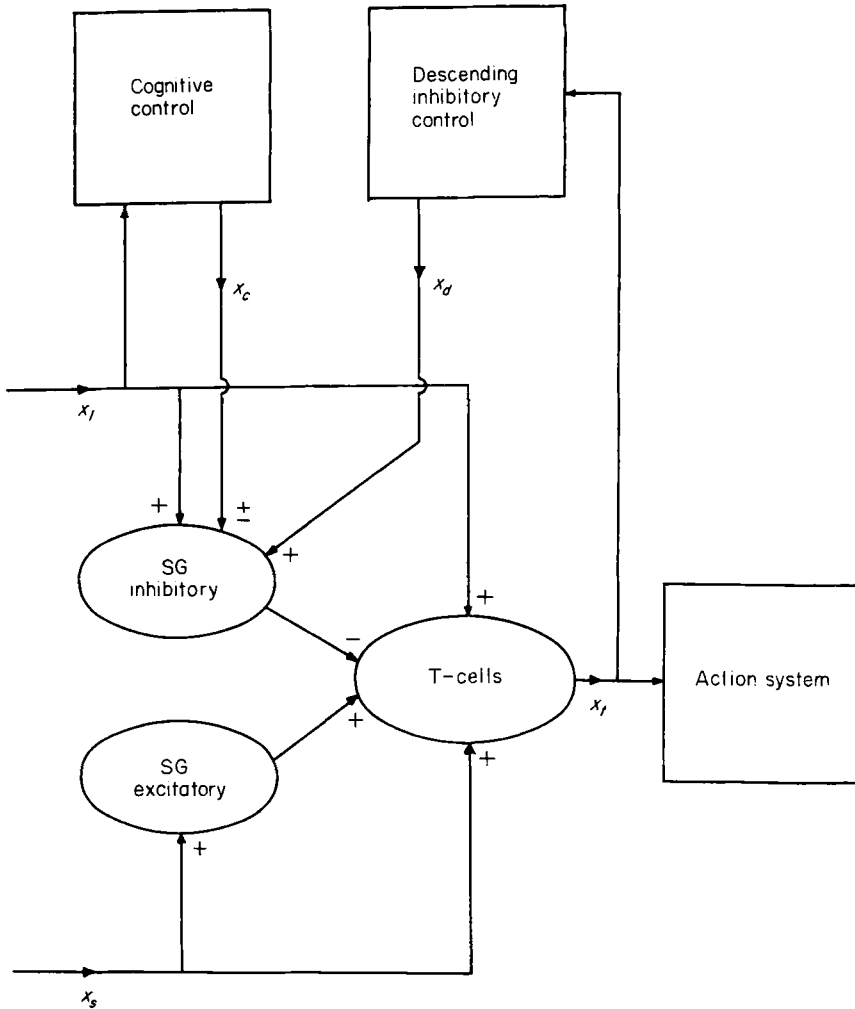 Cognitive
control
Descending
inhibitory
control
x_c
x_d
x_l
+
±
+
SG
inhibitory
+
−
T-cells
x_t
Action system
+
SG
excitatory
+
+
x_s